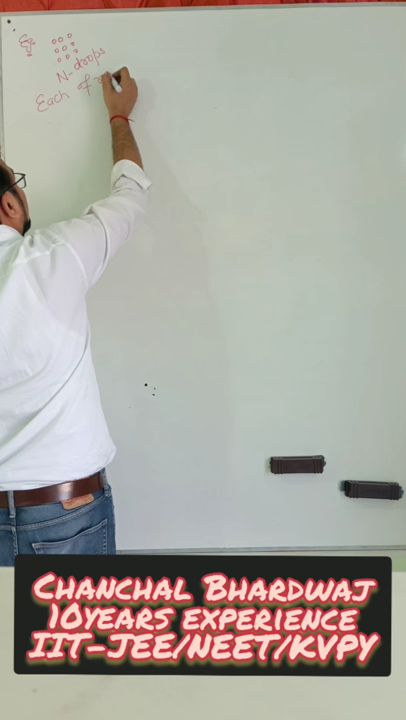 N-drops
Each of
CHANCHAL BHARDWAJ
10YEARS EXPERIENCE
IIT-JEE/NEET/KVPY